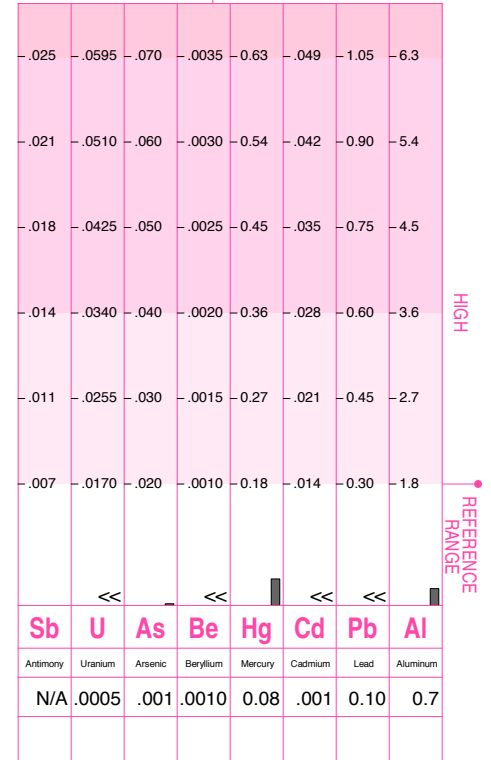 .025 .0595 .070 .0035 0.63 .049 1.05 6.3
.021 .0510 .060 .0030 0.54 .042 0.90 5.4
.018 .0425 .050 .0025 0.45 .035 0.75 4.5
.014 .0340 .040 .0020 0.36 .028 0.60 3.6
HIGH
.011 .0255 .030 .0015 0.27 .021 0.45 2.7
.007 .0170 .020 .0010 0.18 .014 0.30 1.8
REFERENCE
RANGE
<< << << <<
Sb U As Be Hg Cd Pb Al
Antimony Uranium Arsenic Beryllium Mercury Cadmium Lead Aluminum
N/A .0005 .001 .0010 0.08 .001 0.10 0.7